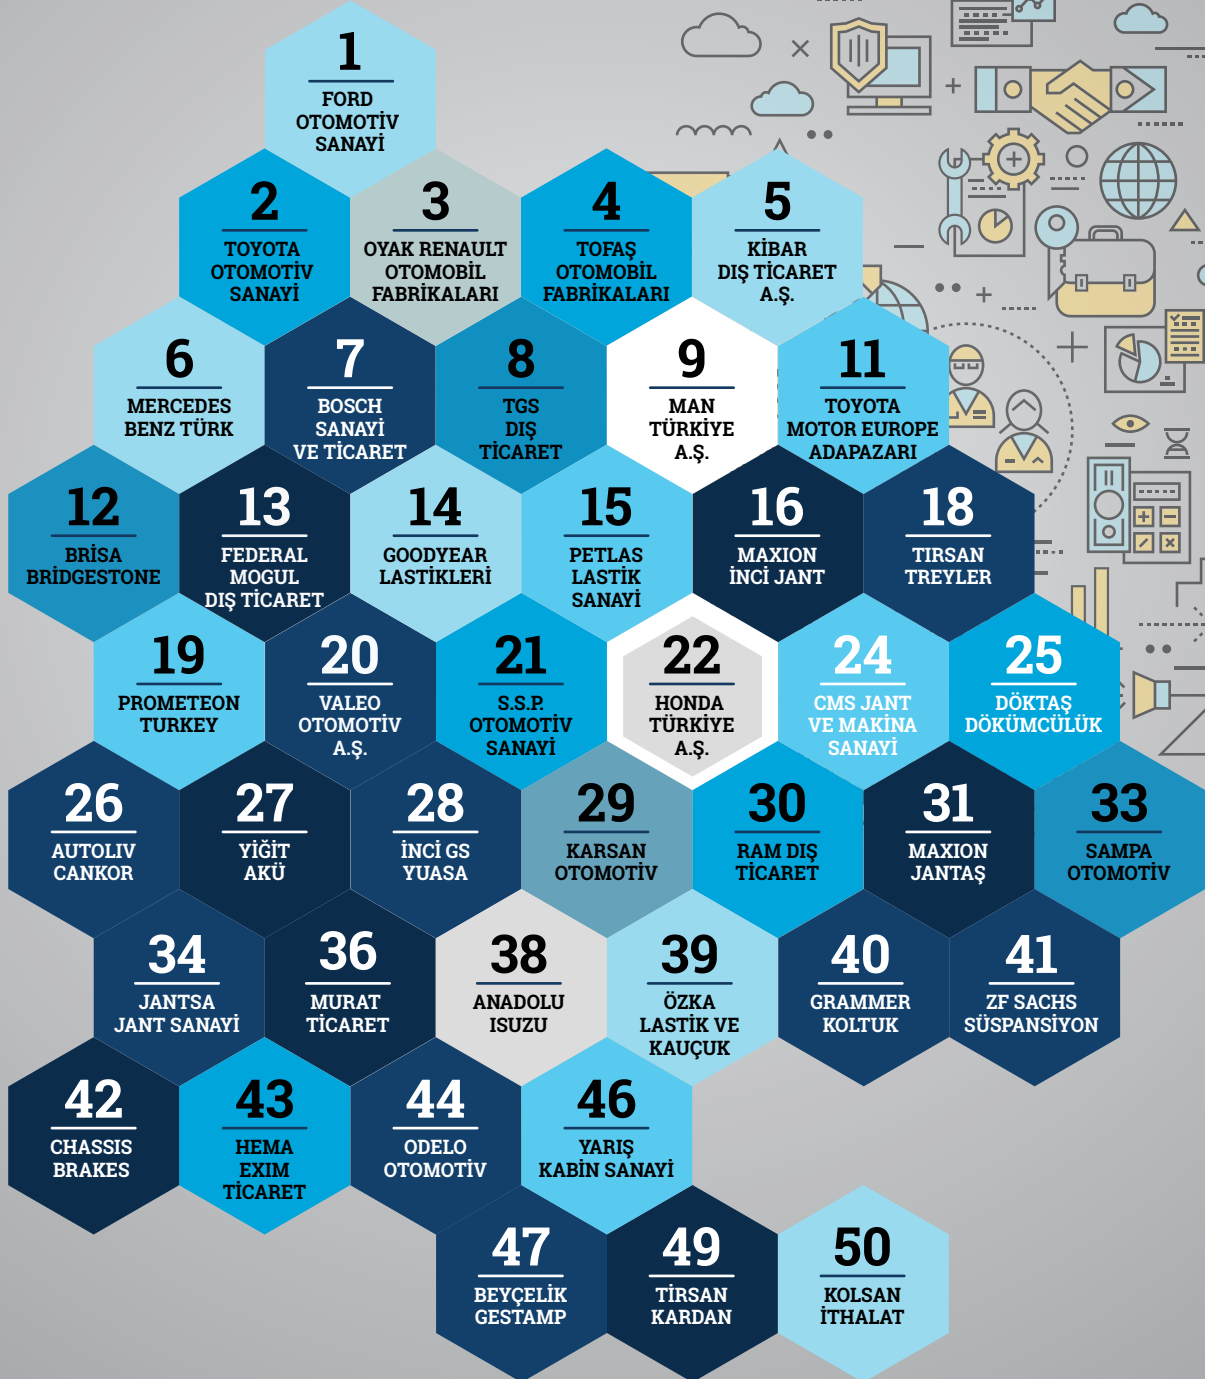 1
FORD
OTOMOTİV
SANAYİ
2
TOYOTA
OTOMOTİV
SANAYİ
3
OYAK RENAULT
OTOMOBİL
FABRİKALARI
4
TOFAŞ
OTOMOBİL
FABRİKALARI
5
KİBAR
DIŞ TİCARET
A.Ş.
6
MERCEDES
BENZ TÜRK
7
BOSCH
SANAYİ
VE TİCARET
8
TGS
DIŞ
TİCARET
9
MAN
TÜRKİYE
A.Ş.
11
TOYOTA
MOTOR EUROPE
ADAPAZARI
12
BRİSA
BRİDGESTONE
13
FEDERAL
MOGUL
DIŞ TİCARET
14
GOODYEAR
LASTİKLERİ
15
PETLAS
LASTİK
SANAYİ
16
MAXION
İNCİ JANT
18
TIRSAN
TREYLER
19
PROMETEON
TURKEY
20
VALEO
OTOMOTİV
A.Ş.
21
S.S.P.
OTOMOTİV
SANAYİ
22
HONDA
TÜRKİYE
A.Ş.
24
CMS JANT
VE MAKİNA
SANAYİ
25
DÖKTAŞ
DÖKÜMCÜLÜK
26
AUTOLIV
CANKOR
27
YİĞİT
AKÜ
28
İNCİ GS
YUASA
29
KARSAN
OTOMOTİV
30
RAM DIŞ
TİCARET
31
MAXION
JANTAŞ
33
SAMPA
OTOMOTİV
34
JANTSA
JANT SANAYİ
36
MURAT
TİCARET
38
ANADOLU
ISUZU
39
ÖZKA
LASTİK VE
KAUÇUK
40
GRAMMER
KOLTUK
41
ZF SACHS
SÜSPANSİYON
42
CHASSIS
BRAKES
43
HEMA
EXIM
TİCARET
44
ODELO
OTOMOTİV
46
YARIŞ
KABİN SANAYİ
47
BEYÇELİK
GESTAMP
49
TİRSAN
KARDAN
50
KOLSAN
İTHALAT